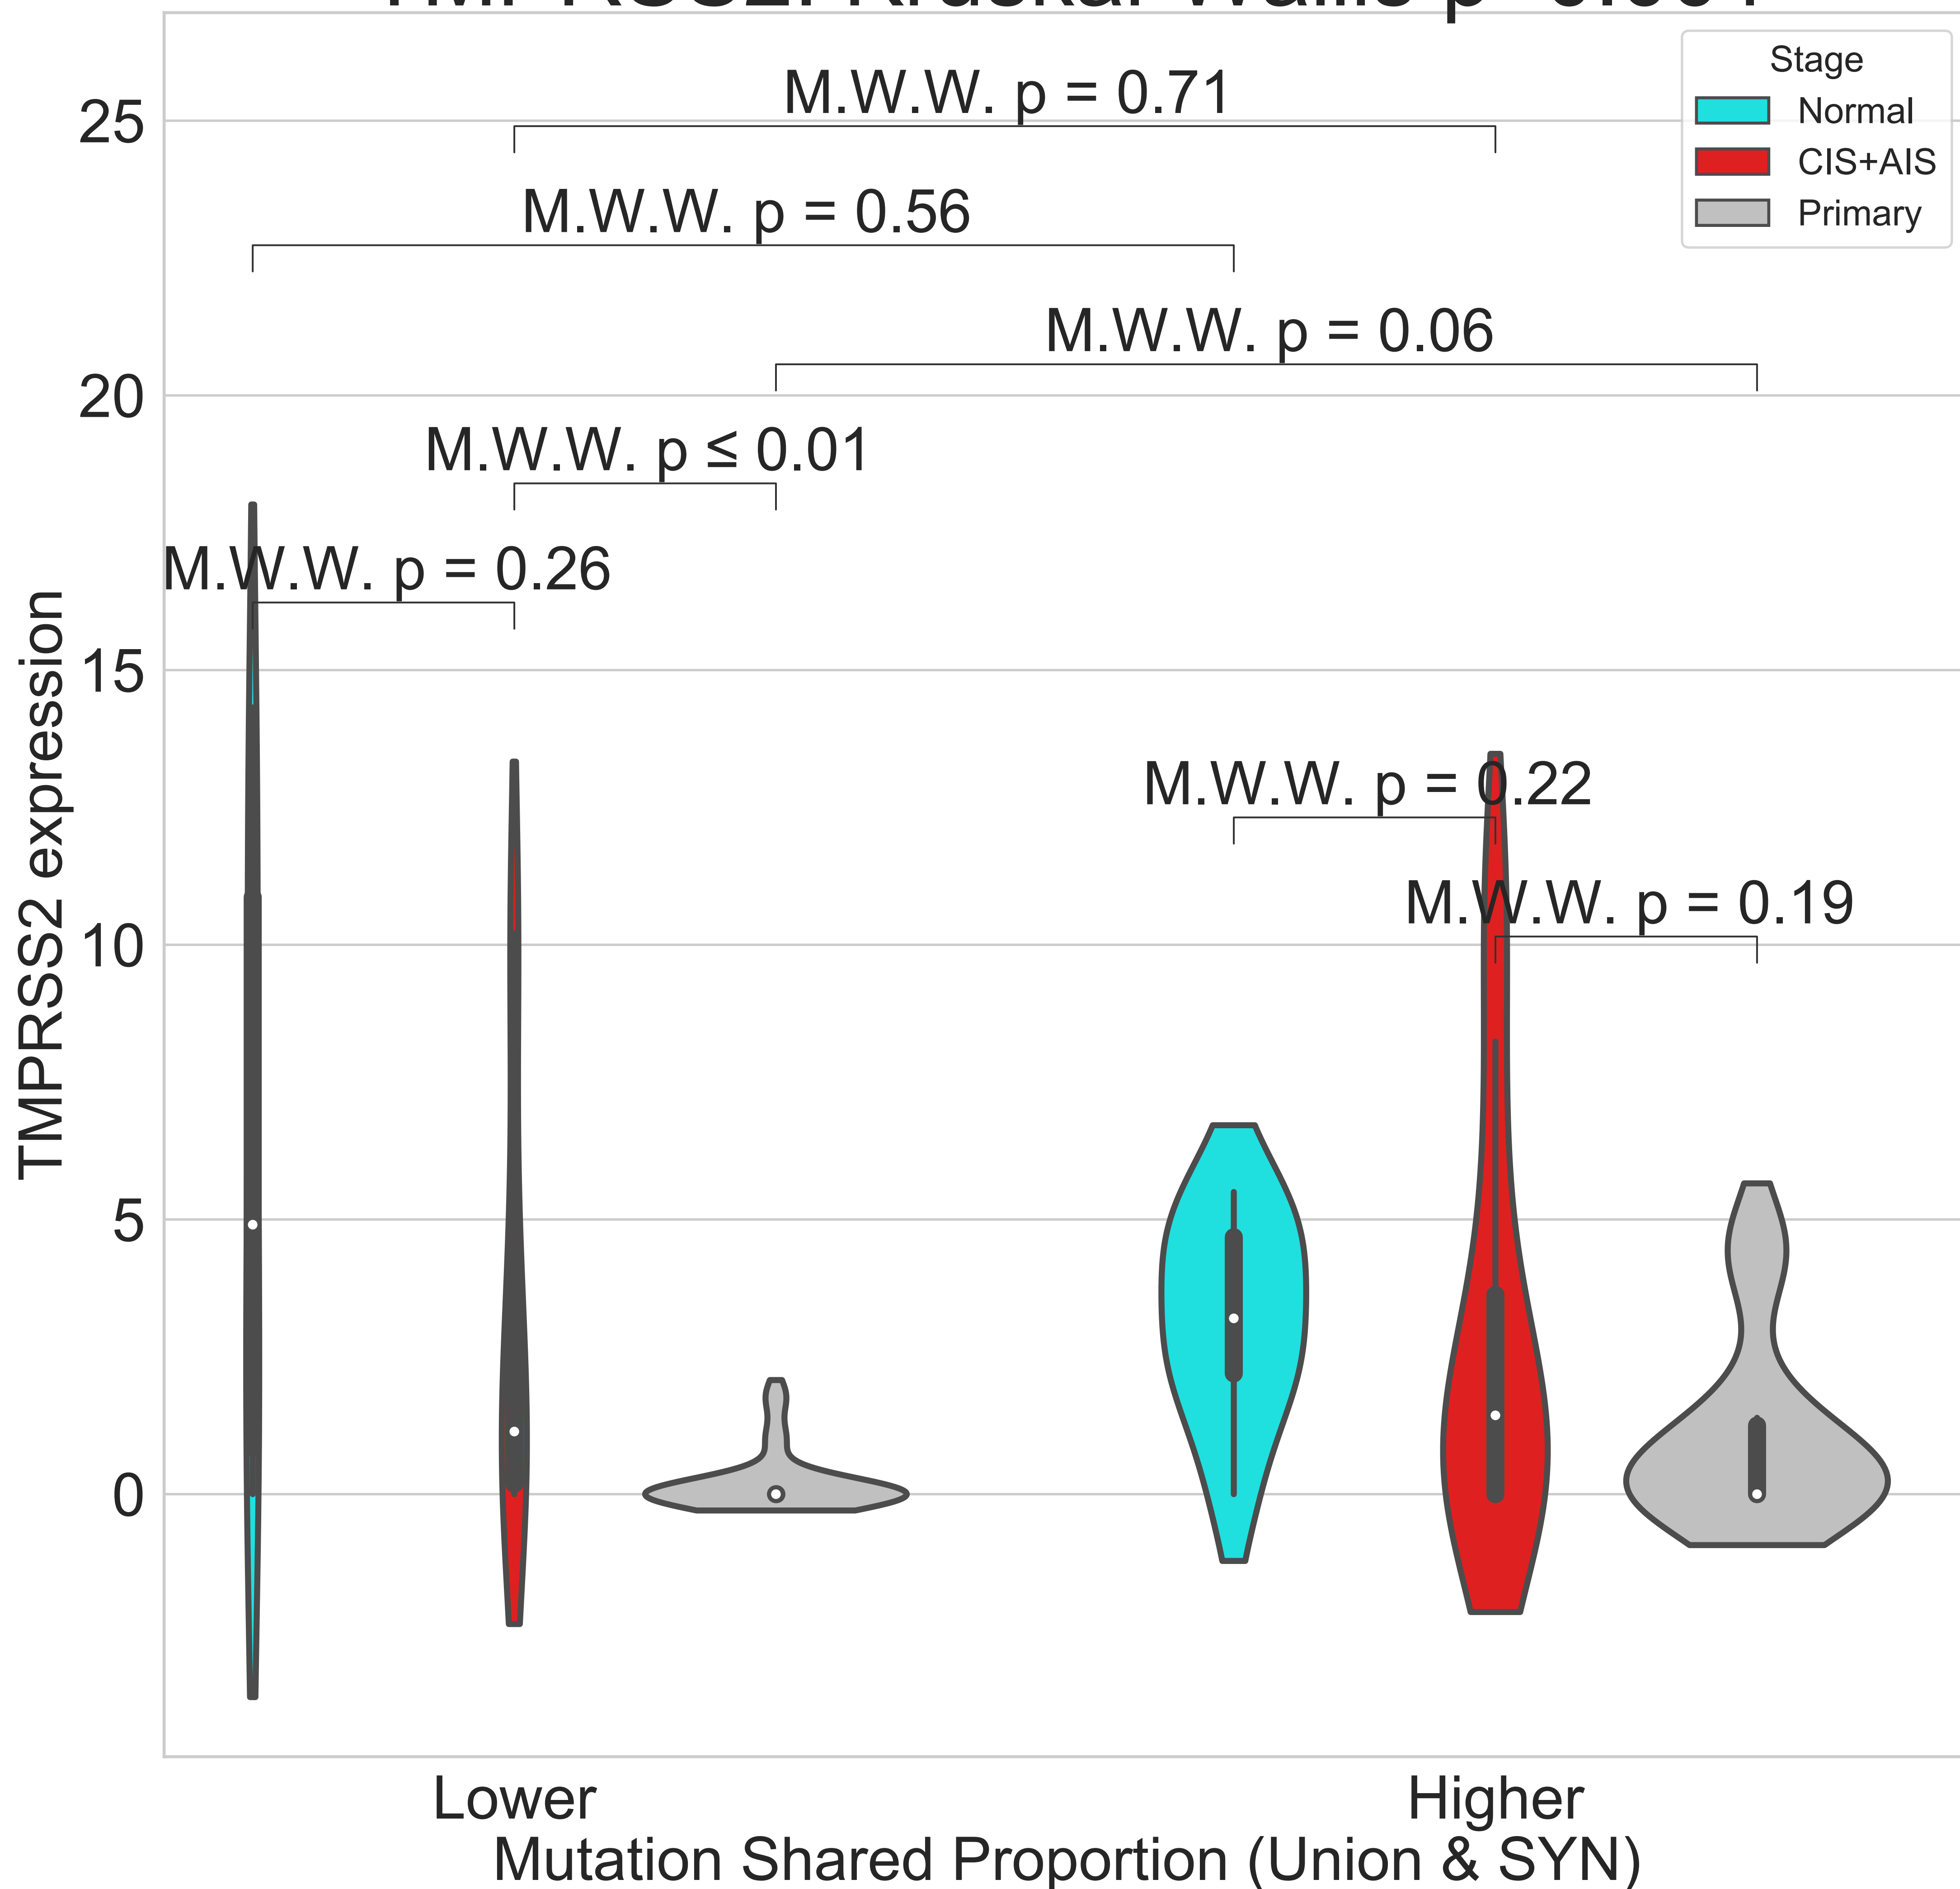 Stage
Normal
CIS+AIS
Primary
M.W.W. p = 0.71
M.W.W. p = 0.56
M.W.W. p = 0.06
M.W.W. p ≤ 0.01
M.W.W. p = 0.26
M.W.W. p = 0.22
M.W.W. p = 0.19
25
20
15
10
5
0
TMPRSS2 expression
Lower
Higher
Mutation Shared Proportion (Union & SYN)